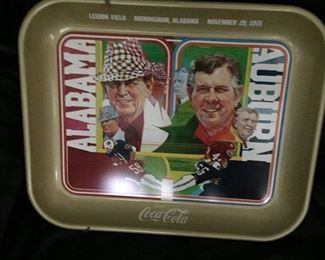 LEGION FIELD BIRMINGHAM, ALABAMA NOVEMBER 29, 1975
ALABAMA
AUBURN
Coca-Cola